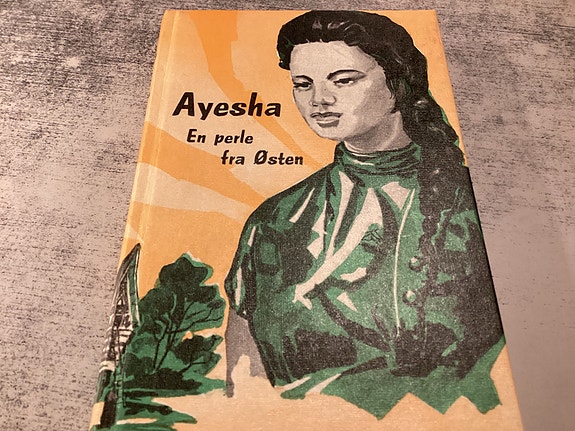 Ayesha
En perle
fra Østen